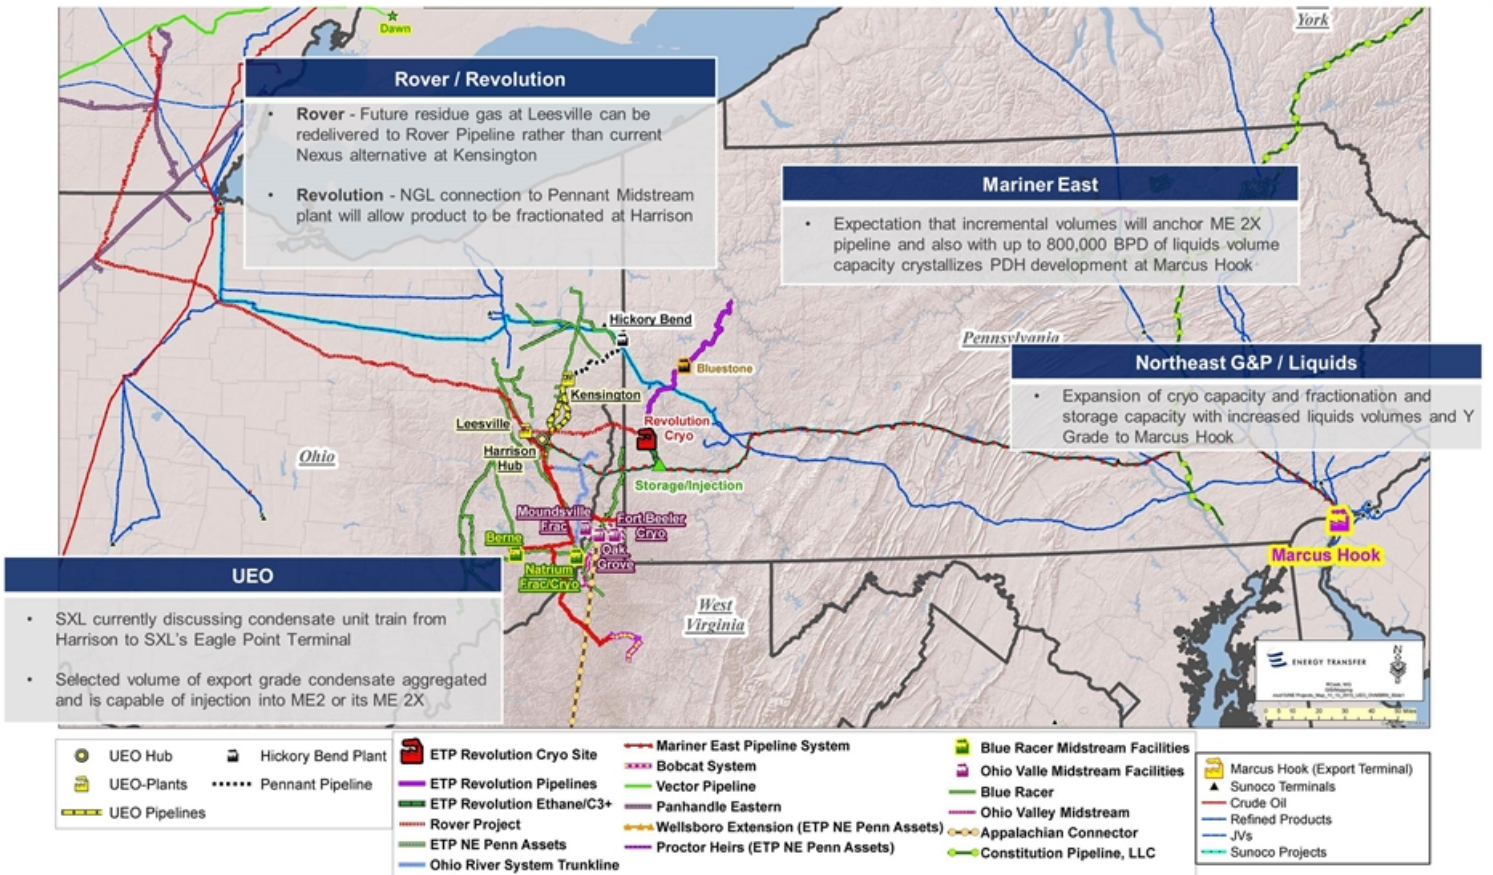 York
Dawn
Rover / Revolution
• Rover - Future residue gas at Leesville can be
redelivered to Rover Pipeline rather than current
Nexus alternative at Kensington
• Revolution - NGL connection to Pennant Midstream
plant will allow product to be fractionated at Harrison
Mariner East
• Expectation that incremental volumes will anchor ME 2X
pipeline and also with up to 800,000 BPD of liquids volume
capacity crystallizes PDH development at Marcus Hook
Hickory Bend
Pennsylvania
Northeast G&P / Liquids
• Expansion of cryo capacity and fractionation and
storage capacity with increased liquids volumes and Y
Grade to Marcus Hook
Bluestone
Kensington
Leesville
Revolution
Cryo
Harrison
Hub
Ohio
Storage/Injection
Moundsville
Frac
Fort Beeler
Cryo
Berne
Oak
Grove
Natrium
Frac/Cryo
Marcus Hook
UEO
• SXL currently discussing condensate unit train from
Harrison to SXL's Eagle Point Terminal
• Selected volume of export grade condensate aggregated
and is capable of injection into ME2 or its ME 2X
West
Virginia
ENERGY TRANSFER
N
UEO Hub
UEO-Plants
UEO Pipelines
Hickory Bend Plant
Pennant Pipeline
ETP Revolution Cryo Site
ETP Revolution Pipelines
ETP Revolution Ethane/C3+
Rover Project
ETP NE Penn Assets
Ohio River System Trunkline
Mariner East Pipeline System
Bobcat System
Vector Pipeline
Panhandle Eastern
Wellsboro Extension (ETP NE Penn Assets)
Proctor Heirs (ETP NE Penn Assets)
Blue Racer Midstream Facilities
Ohio Valle Midstream Facilities
Blue Racer
Ohio Valley Midstream
Appalachian Connector
Constitution Pipeline, LLC
Marcus Hook (Export Terminal)
Sunoco Terminals
Crude Oil
Refined Products
JVs
Sunoco Projects